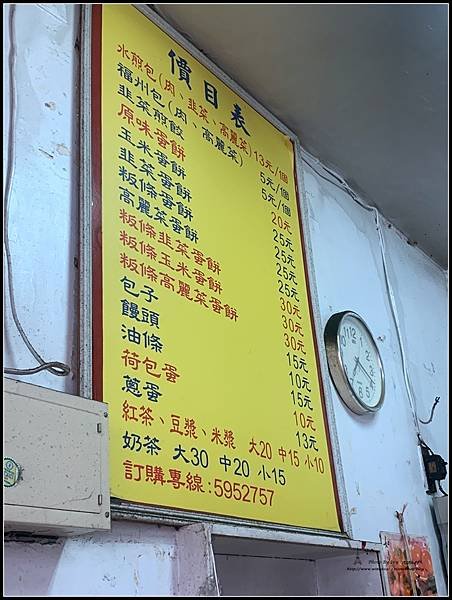 價目表
水煎包(肉、韭菜、高麗菜)13元/個
福州包(肉、高麗菜) 5元/個
韭菜煎餃 5元/個
原味蛋餅 20元
玉米蛋餅 25元
韭菜蛋餅 25元
粄條蛋餅 25元
高麗菜蛋餅 25元
粄條韭菜蛋餅 30元
粄條玉米蛋餅 30元
粄條高麗菜蛋餅 30元
包子 15元
饅頭 10元
油條 15元
荷包蛋 10元
蔥蛋 13元
紅茶、豆漿、米漿 大20 中15 小10
奶茶 大30 中20 小15
訂購專線:5952757